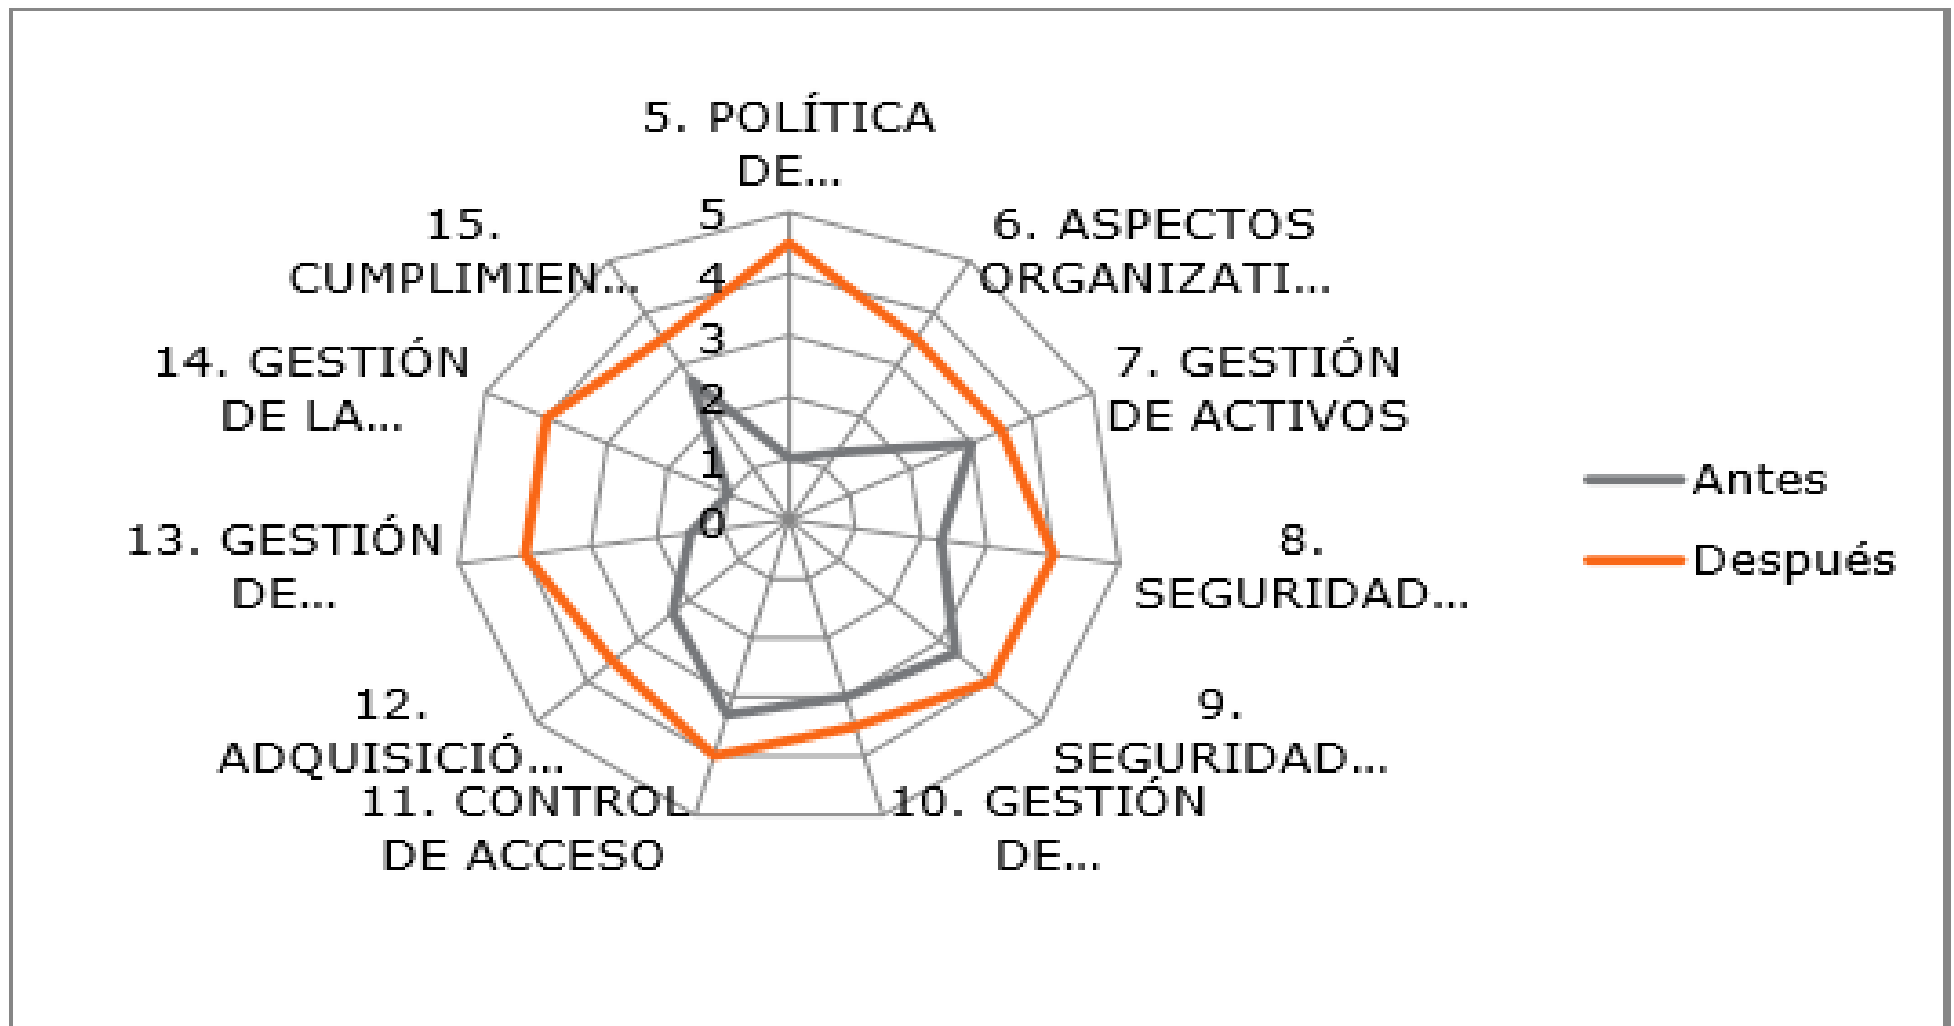 5. POLÍTICA
DE...
6. ASPECTOS
ORGANIZATI...
7. GESTIÓN
DE ACTIVOS
8.
SEGURIDAD...
9.
SEGURIDAD...
10. GESTIÓN
DE...
11. CONTROL
DE ACCESO
12.
ADQUISICIÓ...
13. GESTIÓN
DE...
14. GESTIÓN
DE LA...
15.
CUMPLIMIEN...
5
4
3
2
1
0
Antes
Después